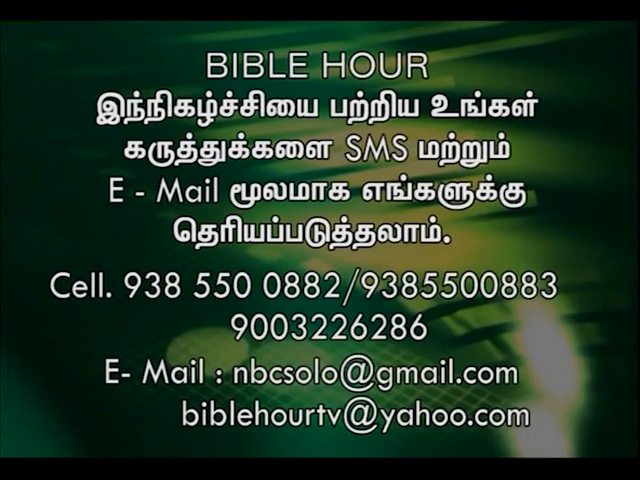 BIBLE HOUR
இந்நிகழ்ச்சியை பற்றிய உங்கள்
கருத்துக்களை SMS மற்றும்
E - Mail மூலமாக எங்களுக்கு
தெரியப்படுத்தலாம்.
Cell. 938 550 0882/9385500883
9003226286
E- Mail : nbcsolo@gmail.com
biblehourtv@yahoo.com